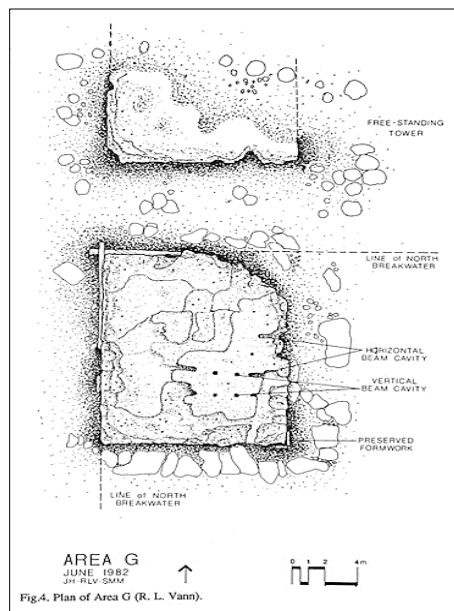 FREE-STANDING
TOWER
LINE of NORTH
BREAKWATER
HORIZONTAL
BEAM CAVITY
VERTICAL
BEAM CAVITY
PRESERVED
FORMWORK
LINE of NORTH
BREAKWATER
AREA G
JUNE 1982
JH-RLV-SMM
0 1 2 4m
Fig.4. Plan of Area G (R. L. Vann).